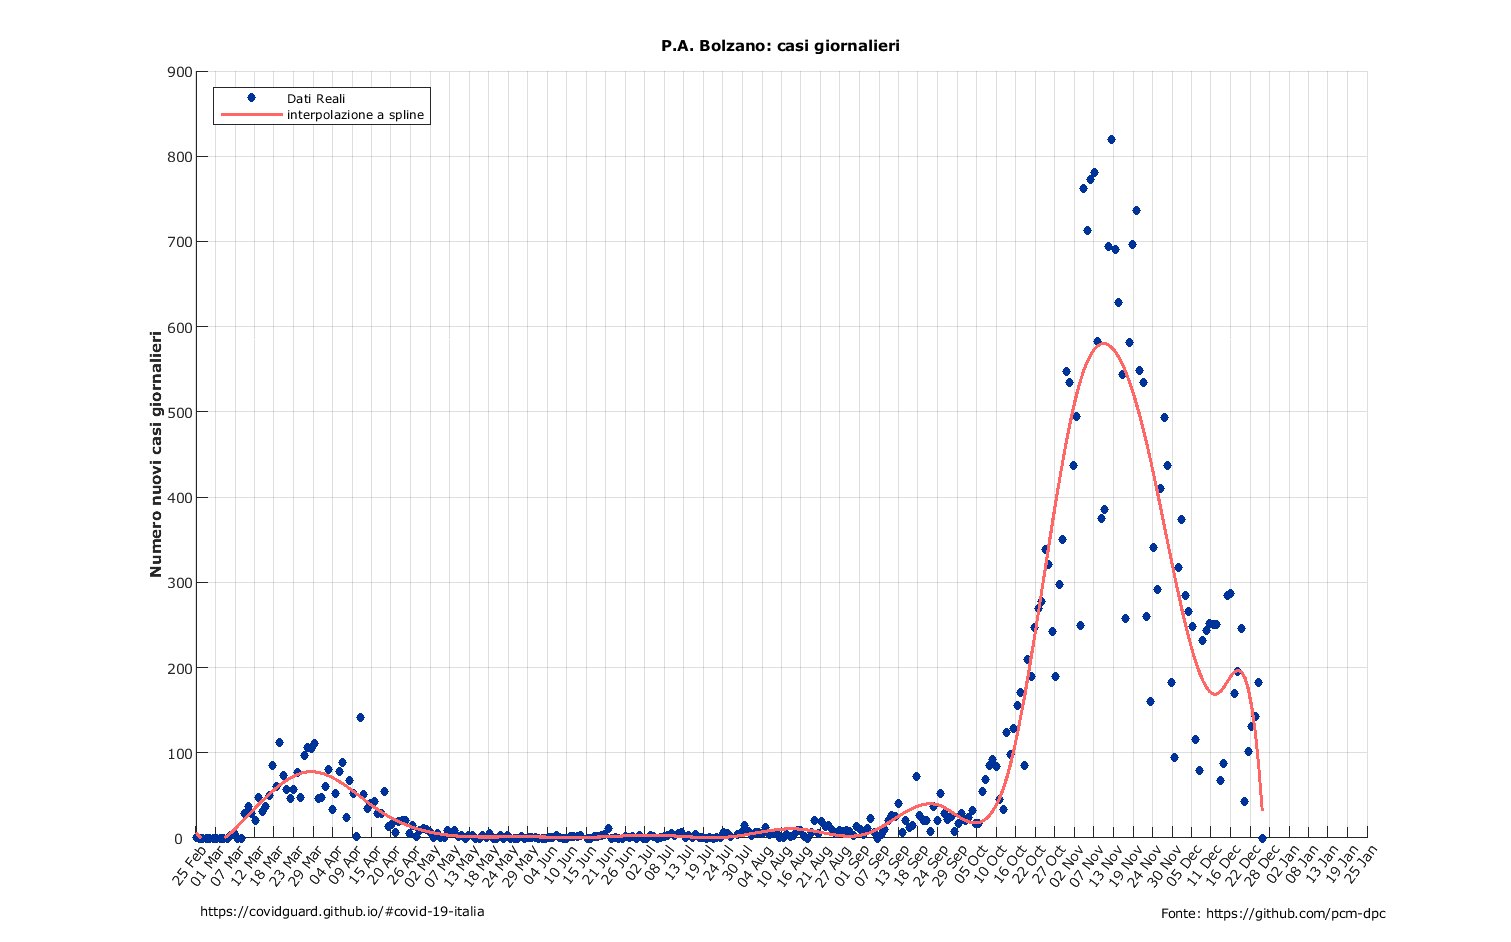 P.A. Bolzano: casi giornalieri
Dati Reali
interpolazione a spline
Numero nuovi casi giornalieri
900
800
700
600
500
400
300
200
100
0
25 Feb
01 Mar
07 Mar
12 Mar
18 Mar
23 Mar
29 Mar
04 Apr
09 Apr
15 Apr
20 Apr
26 Apr
02 May
07 May
13 May
18 May
24 May
29 May
04 Jun
10 Jun
15 Jun
21 Jun
26 Jun
02 Jul
08 Jul
13 Jul
19 Jul
24 Jul
30 Jul
04 Aug
10 Aug
16 Aug
21 Aug
27 Aug
01 Sep
07 Sep
13 Sep
18 Sep
24 Sep
29 Sep
05 Oct
10 Oct
16 Oct
22 Oct
27 Oct
02 Nov
07 Nov
13 Nov
19 Nov
24 Nov
30 Nov
05 Dec
11 Dec
16 Dec
22 Dec
28 Dec
02 Jan
08 Jan
13 Jan
19 Jan
25 Jan
https://covidguard.github.io/#covid-19-italia
Fonte: https://github.com/pcm-dpc